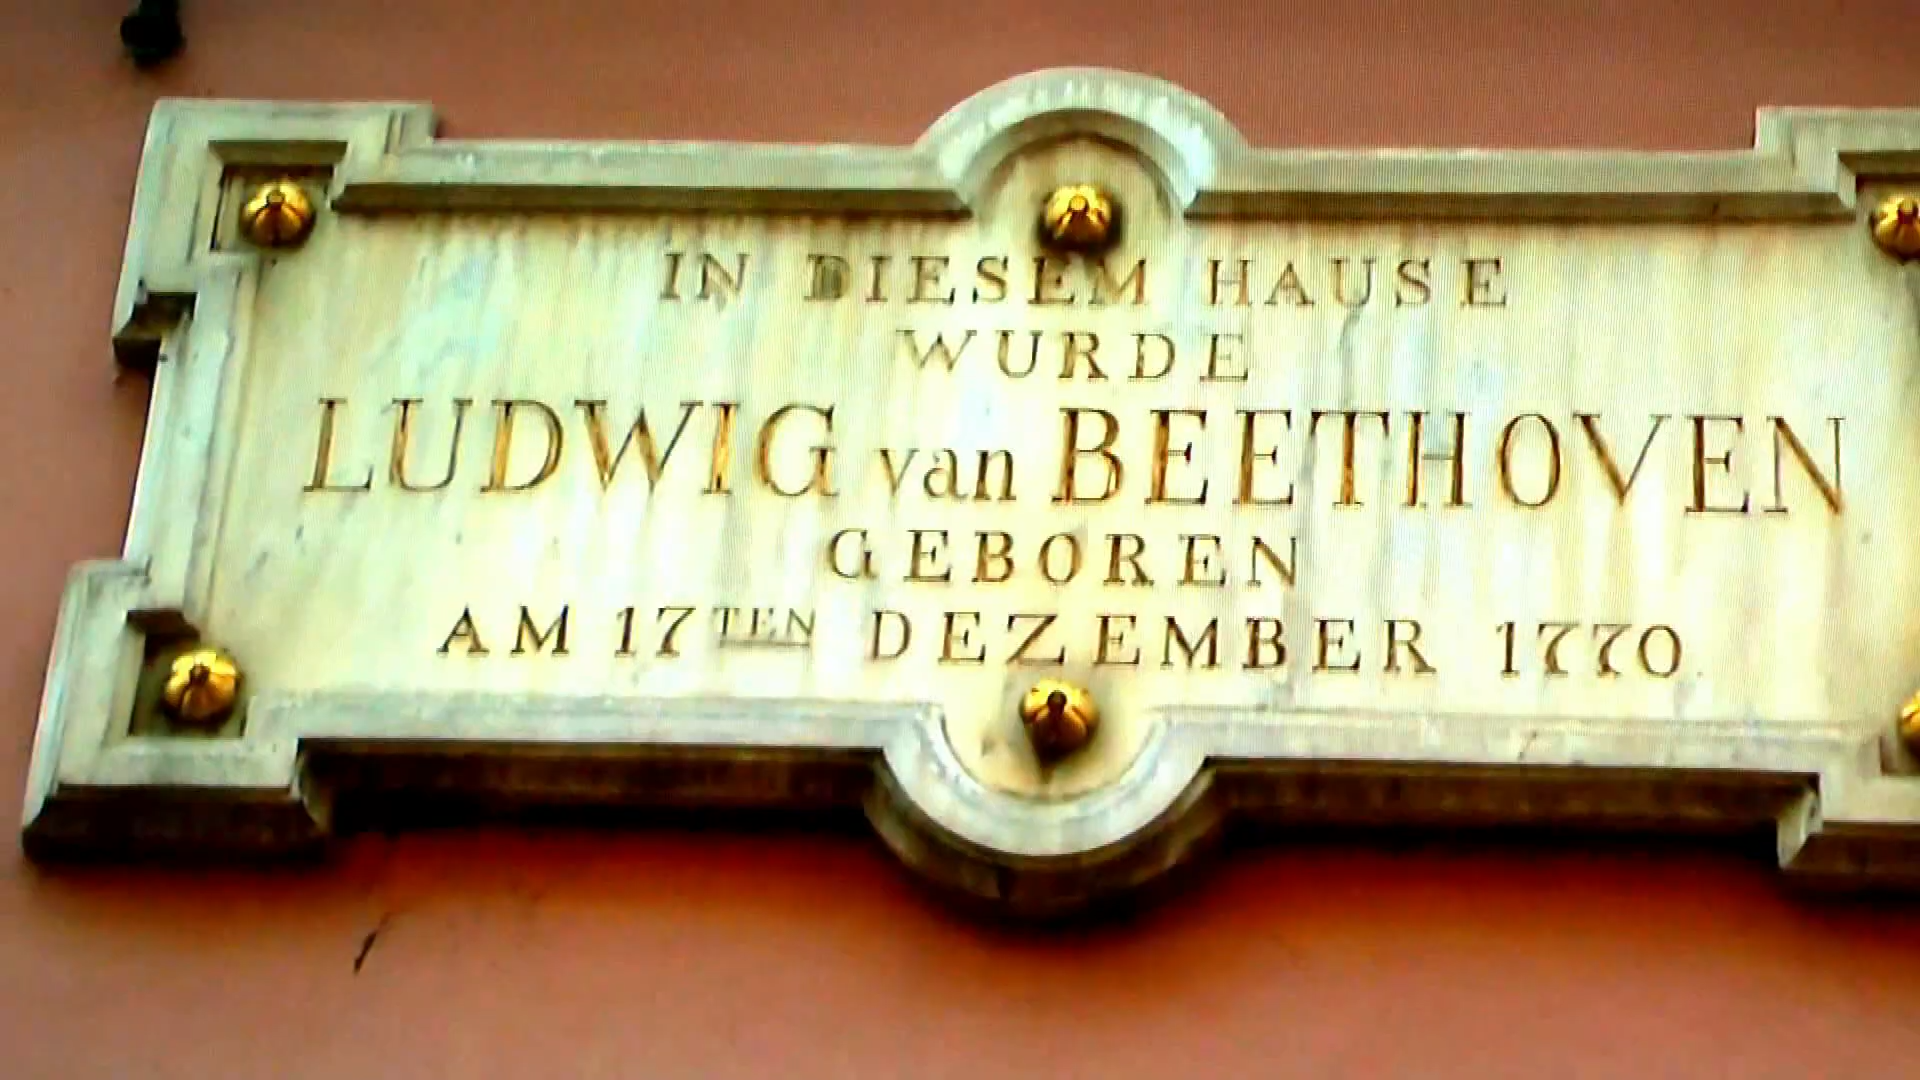 IN DIESEM HAUSE
WURDE
LUDWIG van BEETHOVEN
GEBOREN
AM 17TEN DEZEMBER 1770.